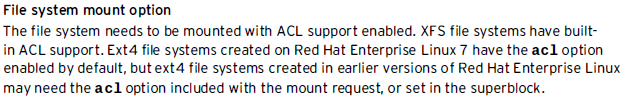 File system mount option
The file system needs to be mounted with ACL support enabled. XFS file systems have built-
in ACL support. Ext4 file systems created on Red Hat Enterprise Linux 7 have the acl option
enabled by default, but ext4 file systems created in earlier versions of Red Hat Enterprise Linux
may need the acl option included with the mount request, or set in the superblock.